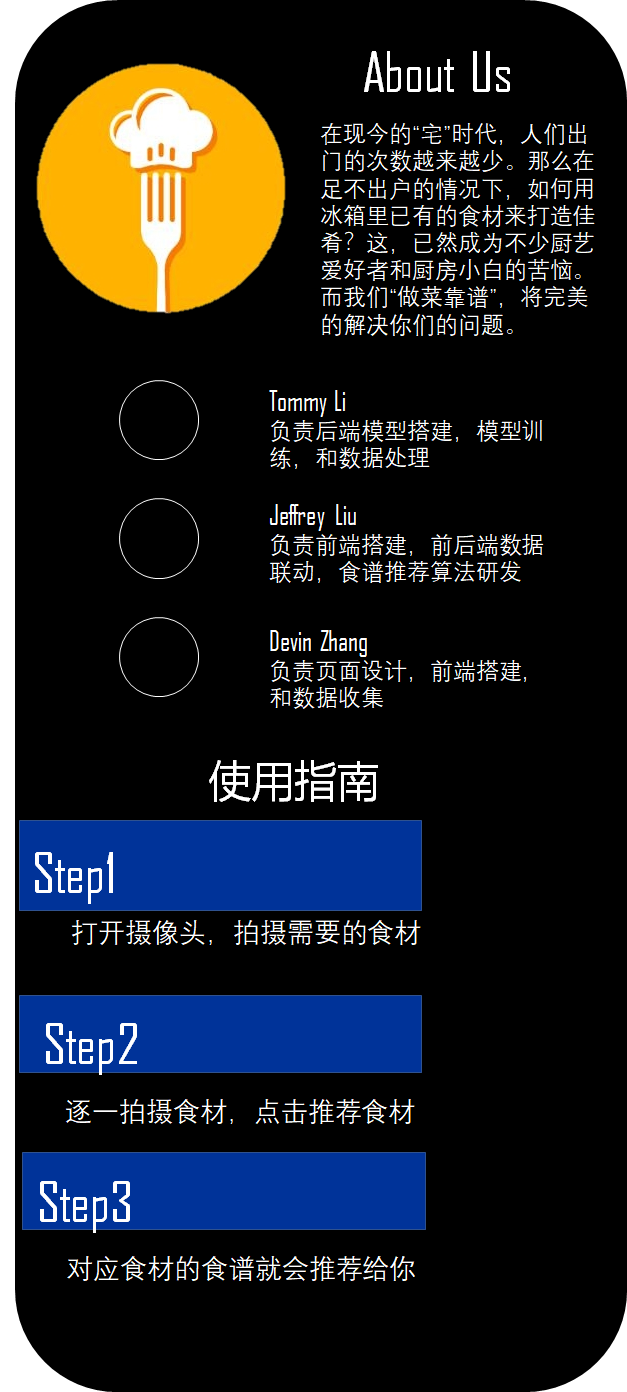 About Us
在现今的“宅”时代，人们出
门的次数越来越少。那么在
足不出户的情况下，如何用
冰箱里已有的食材来打造佳
肴？这，已然成为不少厨艺
爱好者和厨房小白的苦恼。
而我们“做菜靠谱”，将完美
的解决你们的问题。
Tommy Li
负责后端模型搭建，模型训
练，和数据处理
Jeffrey Liu
负责前端搭建，前后端数据
联动，食谱推荐算法研发
Devin Zhang
负责页面设计，前端搭建，
和数据收集
使用指南
Step1
打开摄像头，拍摄需要的食材
Step2
逐一拍摄食材，点击推荐食材
Step3
对应食材的食谱就会推荐给你